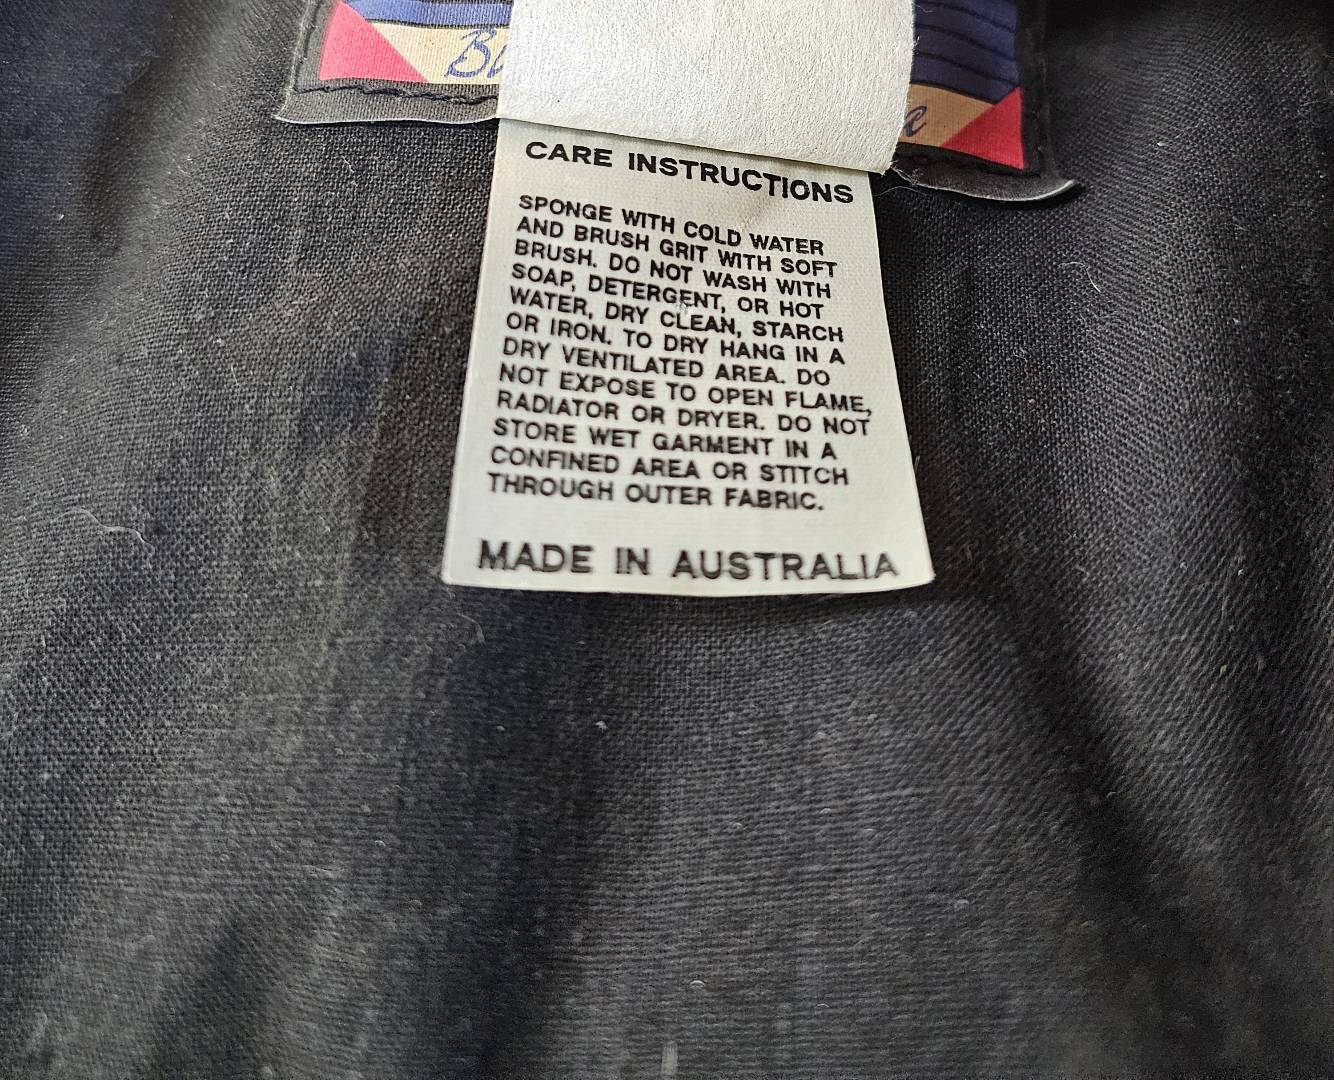 CARE INSTRUCTIONS
SPONGE WITH COLD WATER
AND BRUSH GRIT WITH SOFT
BRUSH. DO NOT WASH WITH
SOAP, DETERGENT, OR HOT
WATER, DRY CLEAN, STARCH
OR IRON. TO DRY HANG IN A
DRY VENTILATED AREA. DO
NOT EXPOSE TO OPEN FLAME,
RADIATOR OR DRYER. DO NOT
STORE WET GARMENT IN A
CONFINED AREA OR STITCH
THROUGH OUTER FABRIC.
MADE IN AUSTRALIA